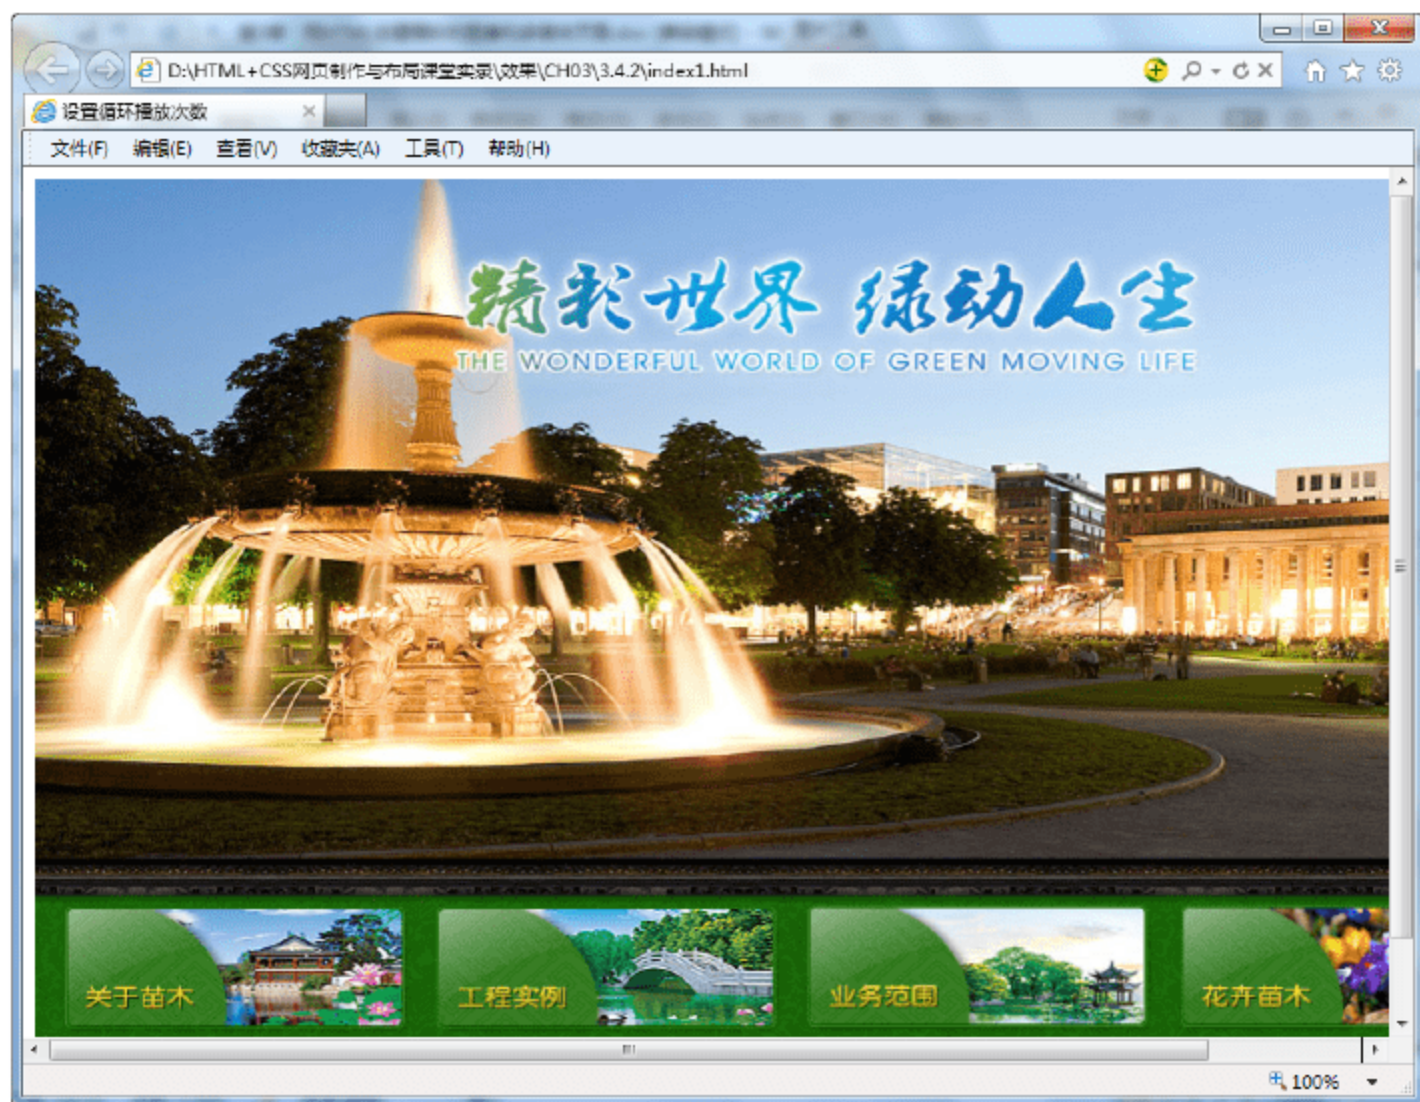 D:\HTML+CSS网页制作与布局课堂实录\效果\CH03\3.4.2\index1.html
设置循环播放次数
文件(F) 编辑(E) 查看(V) 收藏夹(A) 工具(T) 帮助(H)
精彩世界 绿动人生
THE WONDERFUL WORLD OF GREEN MOVING LIFE
关于苗木 工程实例 业务范围 花卉苗木
100%